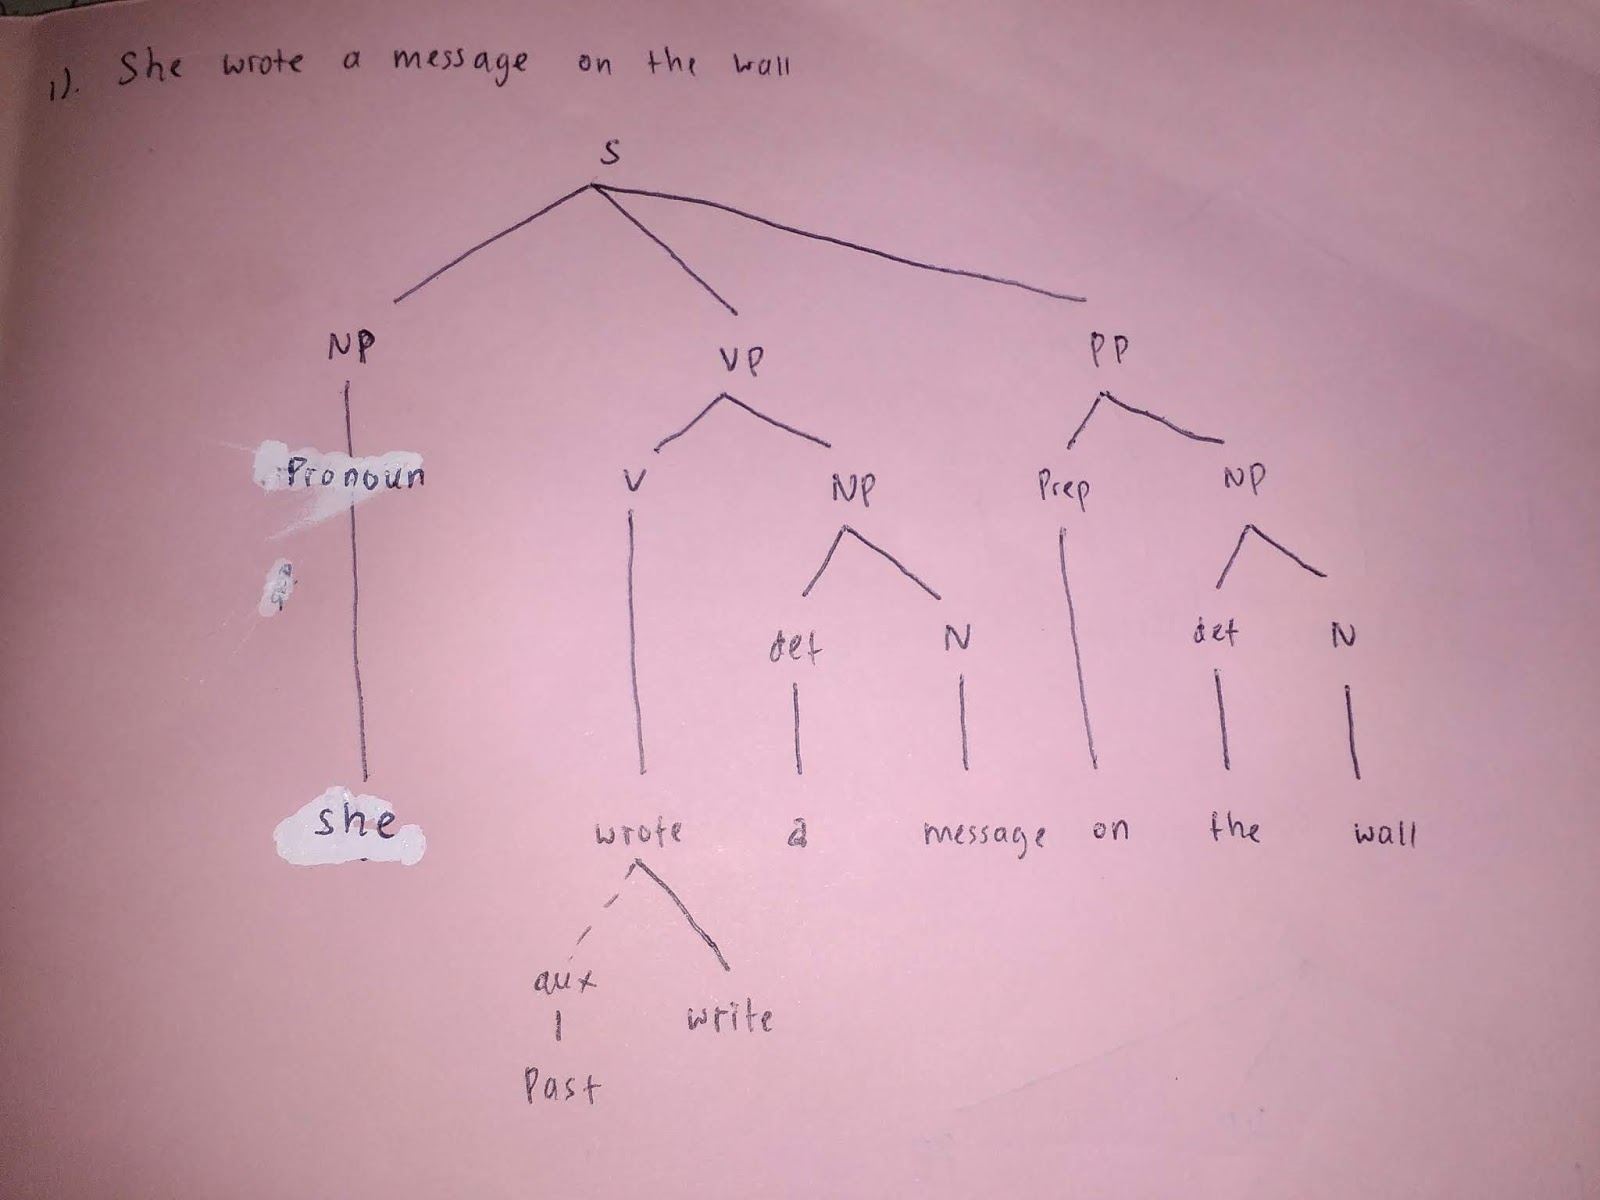 1). She wrote a message on the wall
S
NP VP PP
Pronoun V NP Prep NP
det N det N
she wrote a message on the wall
aux write
Past